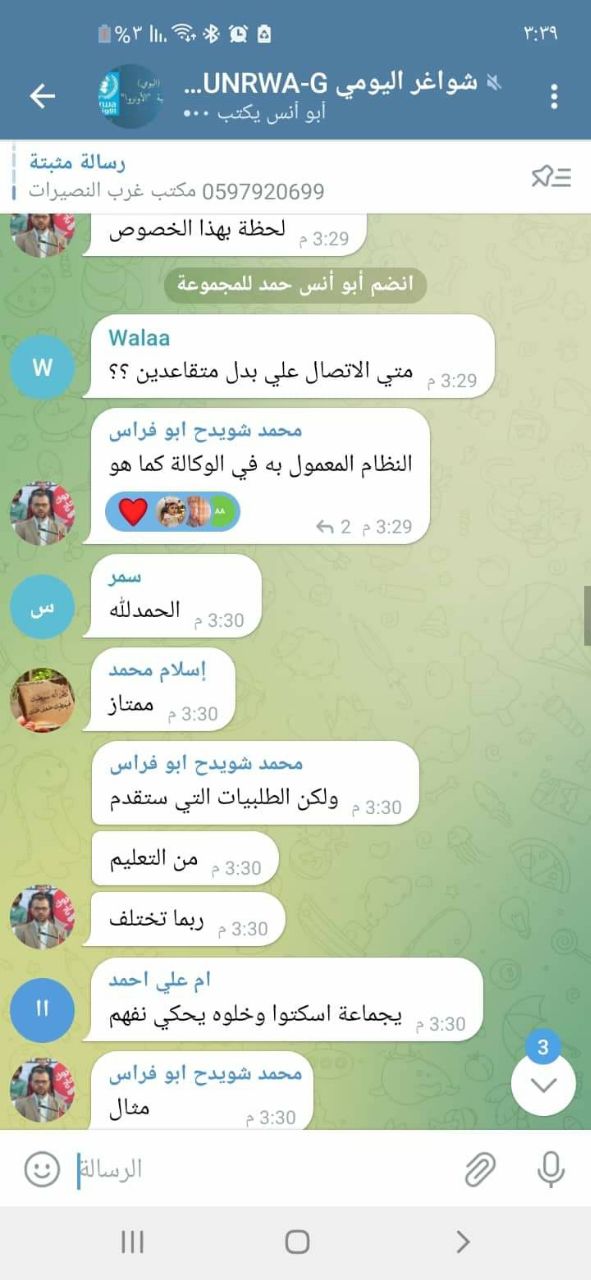 ٣:٣٩
%٣
شواغر اليومي UNRWA-G...
أبو أنس يكتب
رسالة مثبتة
0597920699 مكتب غرب النصيرات
لحظة بهذا الخصوص
3:29 م
انضم أبو أنس حمد للمجموعة
W
Walaa
متي الاتصال علي بدل متقاعدين ؟؟
3:29 م
محمد شويدح ابو فراس
النظام المعمول به في الوكالة كما هو
AA
2 3:29 م
س
سمر
الحمدلله
3:30 م
إسلام محمد
ممتاز
3:30 م
محمد شويدح ابو فراس
ولكن الطلبيات التي ستقدم
3:30 م
من التعليم
3:30 م
ربما تختلف
3:30 م
اا
ام علي احمد
يجماعة اسكتوا وخلوه يحكي نفهم
3:30 م
3
محمد شويدح ابو فراس
مثال
3:30 م
الرسالة